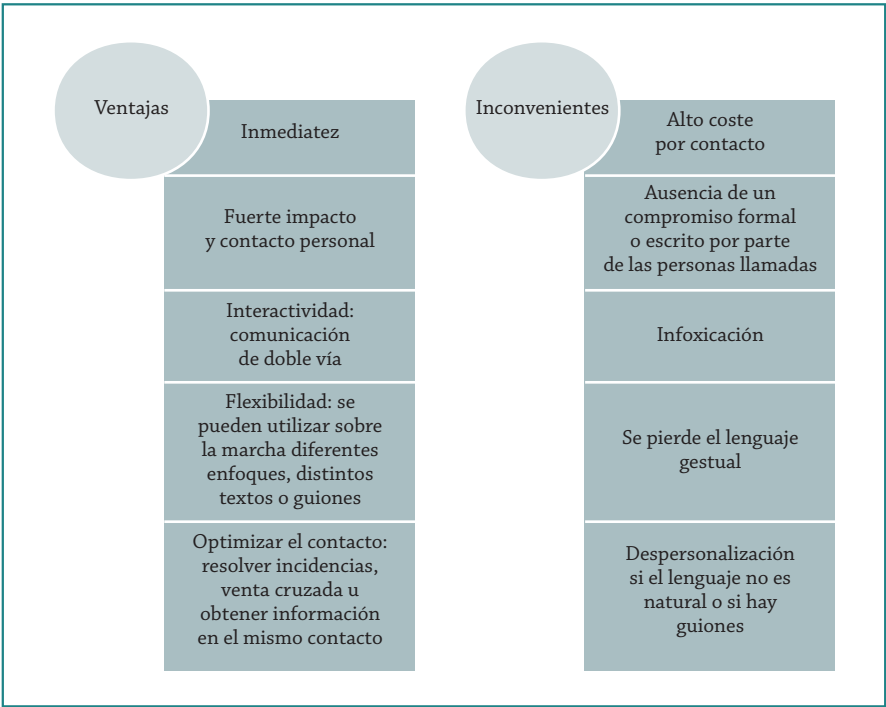 Ventajas
Inmediatez
Fuerte impacto
y contacto personal
Interactividad:
comunicación
de doble vía
Flexibilidad: se
pueden utilizar sobre
la marcha diferentes
enfoques, distintos
textos o guiones
Optimizar el contacto:
resolver incidencias,
venta cruzada u
obtener información
en el mismo contacto
Inconvenientes
Alto coste
por contacto
Ausencia de un
compromiso formal
o escrito por parte
de las personas llamadas
Infoxicación
Se pierde el lenguaje
gestual
Despersonalización
si el lenguaje no es
natural o si hay
guiones